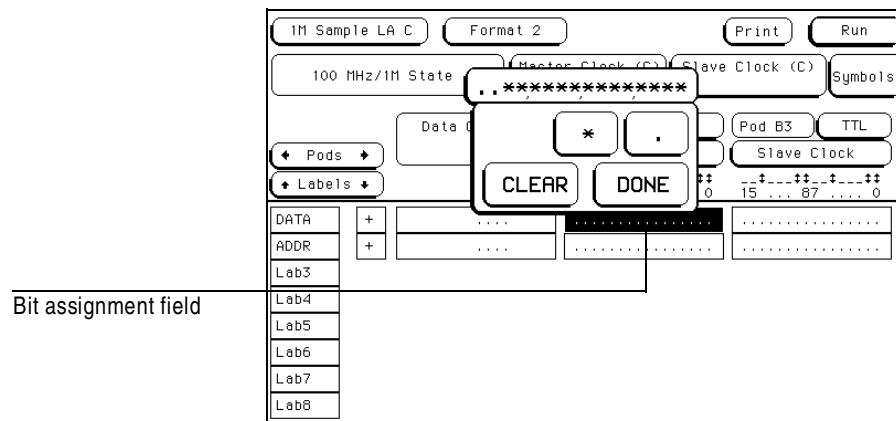 1M Sample LA C Format 2 Print Run
100 MHz/1M State Master Clock (C) Slave Clock (C) Symbols
..**************
Data Pod B3 TTL
* .
← Pods → Slave Clock
↑ Labels ↓ CLEAR DONE 0 15 ... 87 .... 0
DATA + .... ................ ................
ADDR + .... ................ ................
Lab3
Bit assignment field
Lab4
Lab5
Lab6
Lab7
Lab8